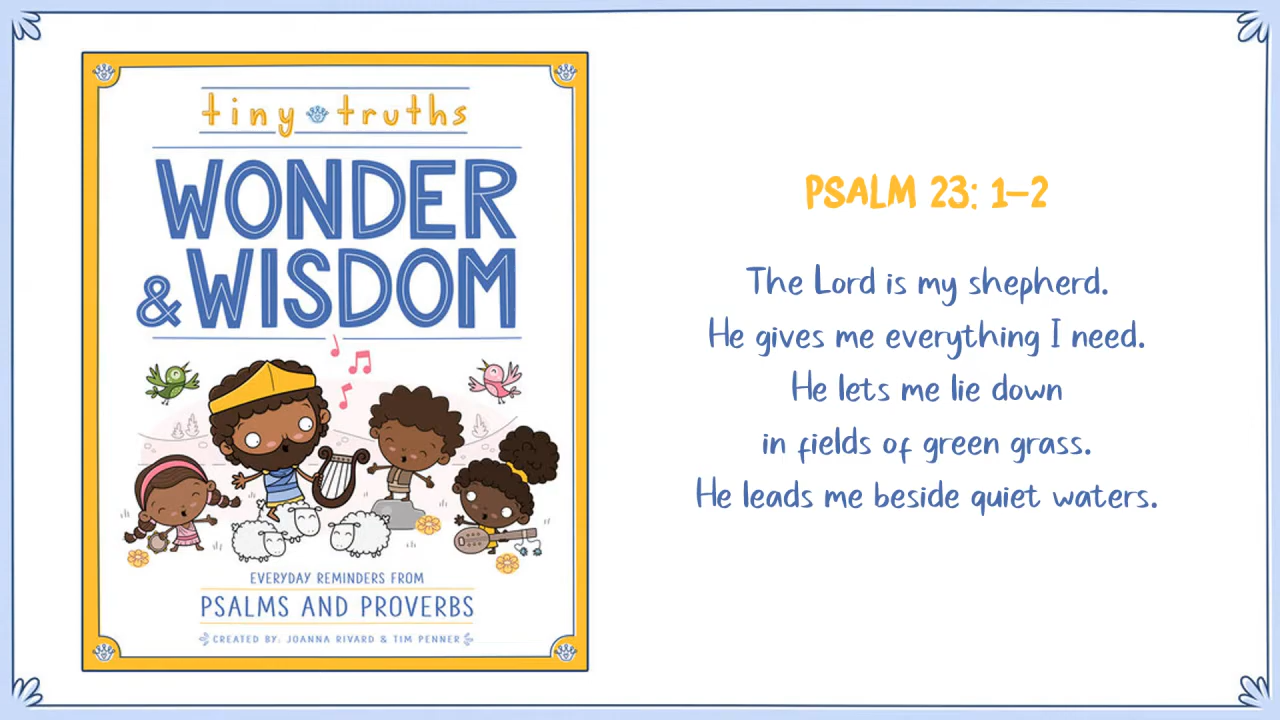 tiny truths
WONDER
& WISDOM
EVERYDAY REMINDERS FROM
PSALMS AND PROVERBS
CREATED BY: JOANNA RIVARD & TIM PENNER
PSALM 23: 1–2
The Lord is my shepherd.
He gives me everything I need.
He lets me lie down
in fields of green grass.
He leads me beside quiet waters.